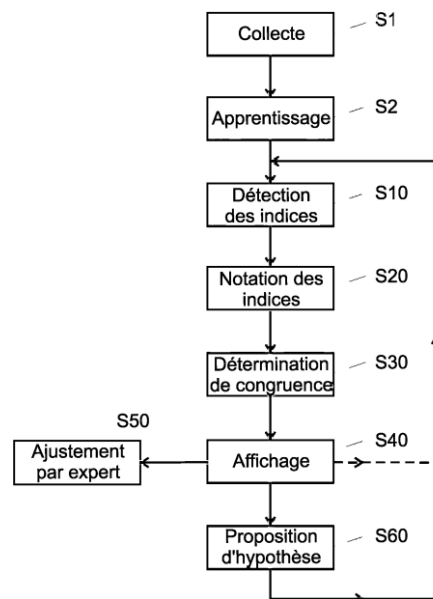 Collecte
S1
Apprentissage
S2
Détection
des indices
S10
Notation des
indices
S20
Détermination
de congruence
S30
S50
Ajustement
par expert
Affichage
S40
Proposition
d'hypothèse
S60